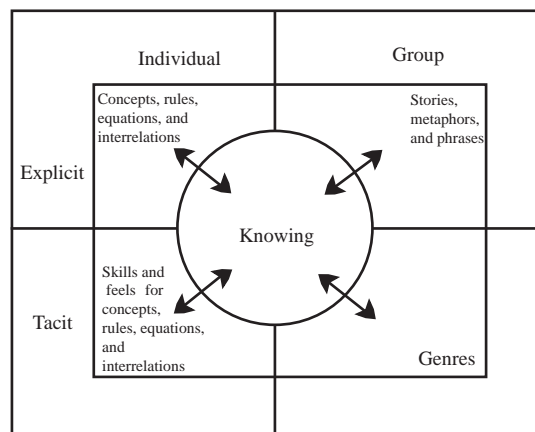 Individual
Group
Concepts, rules,
equations, and
interrelations
Stories,
metaphors,
and phrases
Explicit
Knowing
Skills and
feels for
concepts,
rules, equations,
and
interrelations
Tacit
Genres